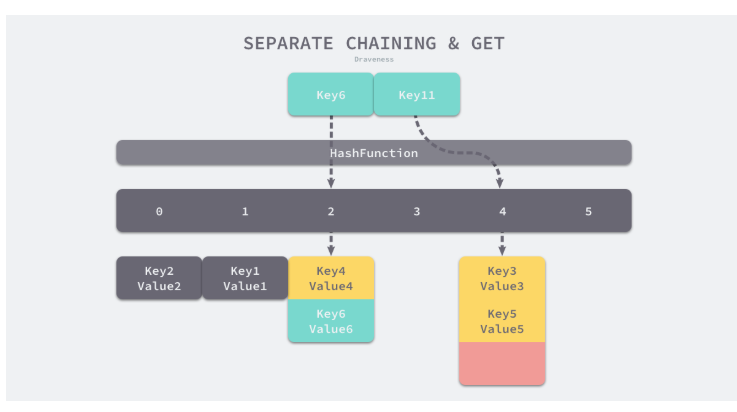 SEPARATE CHAINING & GET
Draveness
Key6 Key11
HashFunction
0 1 2 3 4 5
Key2 Key1 Key4 Key3
Value2 Value1 Value4 Value3
Key6 Key5
Value6 Value5